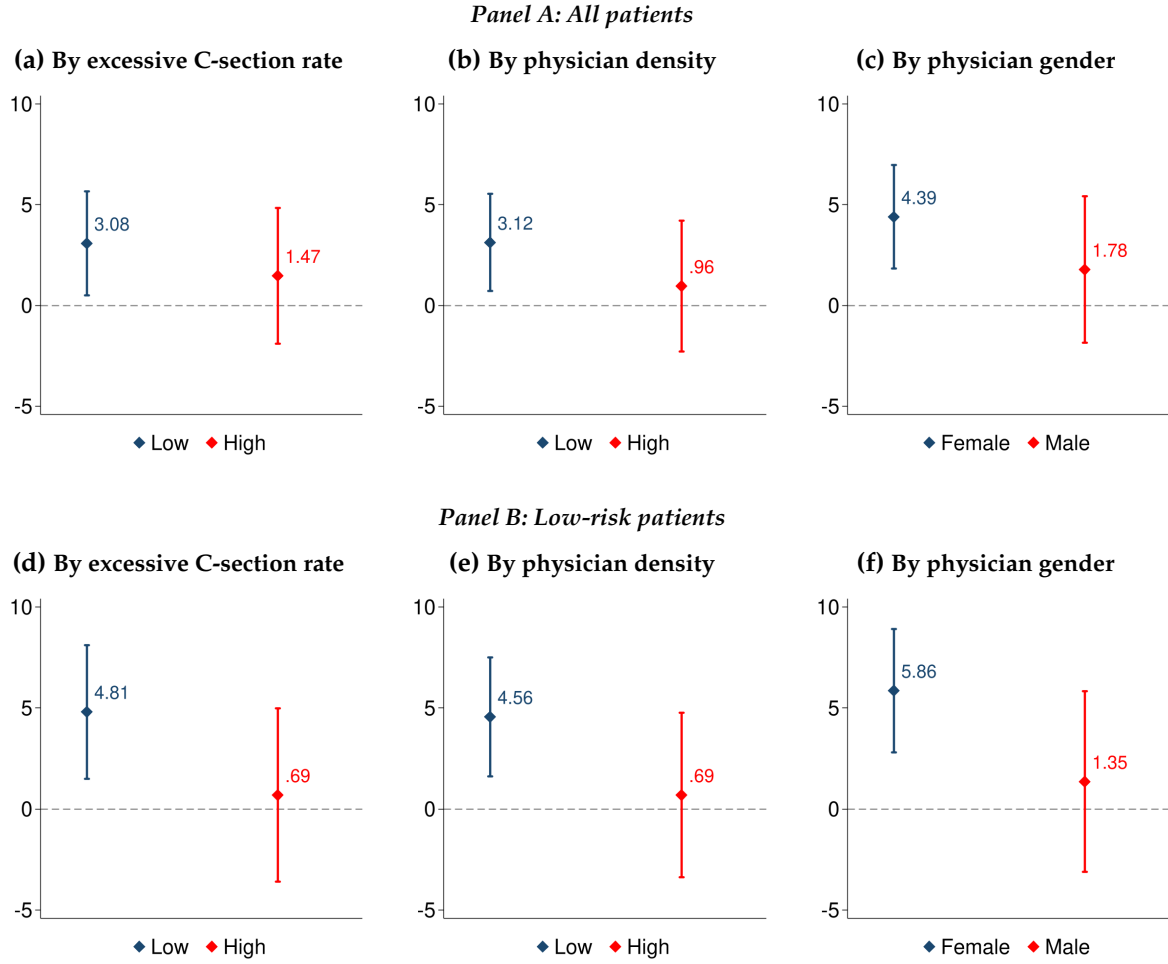 Panel A: All patients
(a) By excessive C-section rate
(b) By physician density
(c) By physician gender
10
5
0
-5
3.08
1.47
Low High
10
5
0
-5
3.12
.96
Low High
10
5
0
-5
4.39
1.78
Female Male
Panel B: Low-risk patients
(d) By excessive C-section rate
(e) By physician density
(f) By physician gender
10
5
0
-5
4.81
.69
Low High
10
5
0
-5
4.56
.69
Low High
10
5
0
-5
5.86
1.35
Female Male